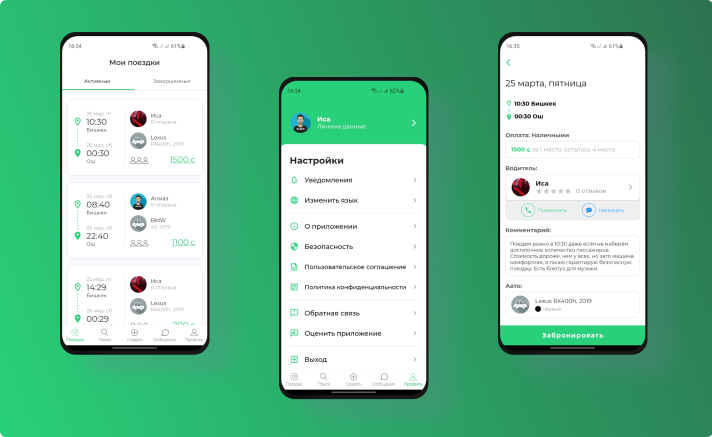 16:34
61%
Мои поездки
Активные
Завершенные
25 мар. пт
10:30
Бишкек
26 мар. сб
00:30
Ош
Иса
0 отзывов
Lexus
RX400h, 2019
1500 с
26 мар. сб
08:40
Бишкек
26 мар. сб
22:40
Ош
Алмаз
0 отзывов
BMW
X5, 2019
1100 с
25 мар. пт
14:29
Бишкек
26 мар. сб
00:29
Иса
0 отзывов
Lexus
RX400h, 2019
700 с
Поездки
Поиск
Создать
Сообщения
Профиль
16:34
62%
Иса
Личные данные
Настройки
Уведомления
Изменить язык
О приложении
Безопасность
Пользовательское соглашение
Политика конфиденциальности
Обратная связь
Оценить приложение
Выход
Поездки
Поиск
Создать
Сообщения
Профиль
16:35
61%
25 марта, пятница
10:30 Бишкек
00:30 Ош
Оплата: Наличными
1500 с за 1 место, осталось 4 места
Водитель:
Иса
0 отзывов
Позвонить
Написать
Комментарий:
Поедем ровно в 10:30 даже если не наберём
достаточное количество пассажиров.
Стоимость дороже, чем у всех, но зато машина
комфортная, а также гарантирую безопасную
поездку. Есть блютуз для музыки.
Авто:
Lexus RX400h, 2019
Черный
Забронировать